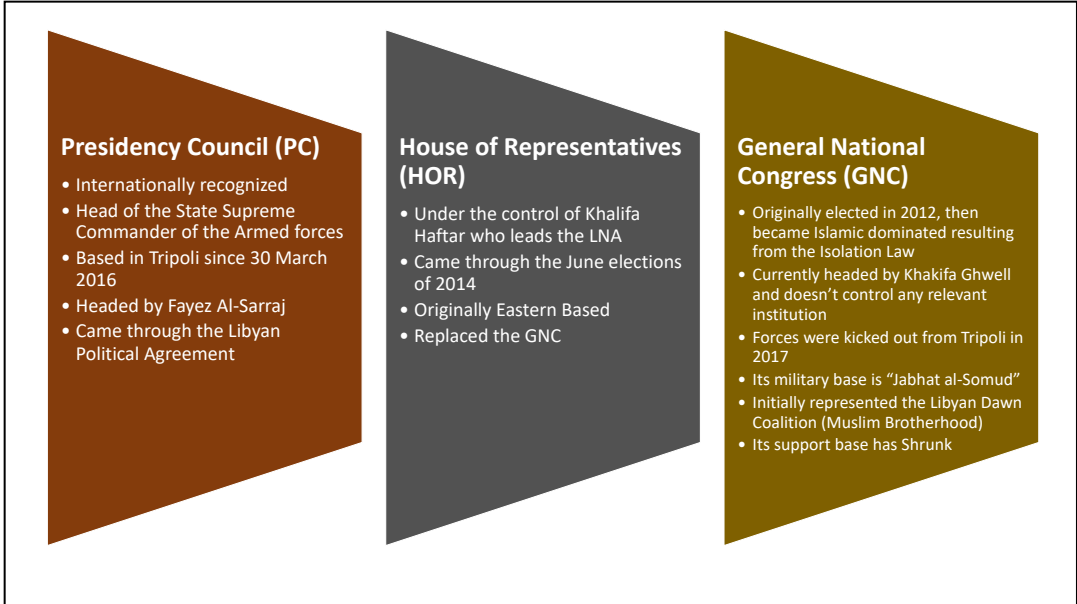 Presidency Council (PC)
• Internationally recognized
• Head of the State Supreme
Commander of the Armed forces
• Based in Tripoli since 30 March
2016
• Headed by Fayez Al-Sarraj
• Came through the Libyan
Political Agreement
House of Representatives
(HOR)
• Under the control of Khalifa
Haftar who leads the LNA
• Came through the June elections
of 2014
• Originally Eastern Based
• Replaced the GNC
General National
Congress (GNC)
• Originally elected in 2012, then
became Islamic dominated resulting
from the Isolation Law
• Currently headed by Khakifa Ghwell
and doesn’t control any relevant
institution
• Forces were kicked out from Tripoli in
2017
• Its military base is “Jabhat al-Somud”
• Initially represented the Libyan Dawn
Coalition (Muslim Brotherhood)
• Its support base has Shrunk